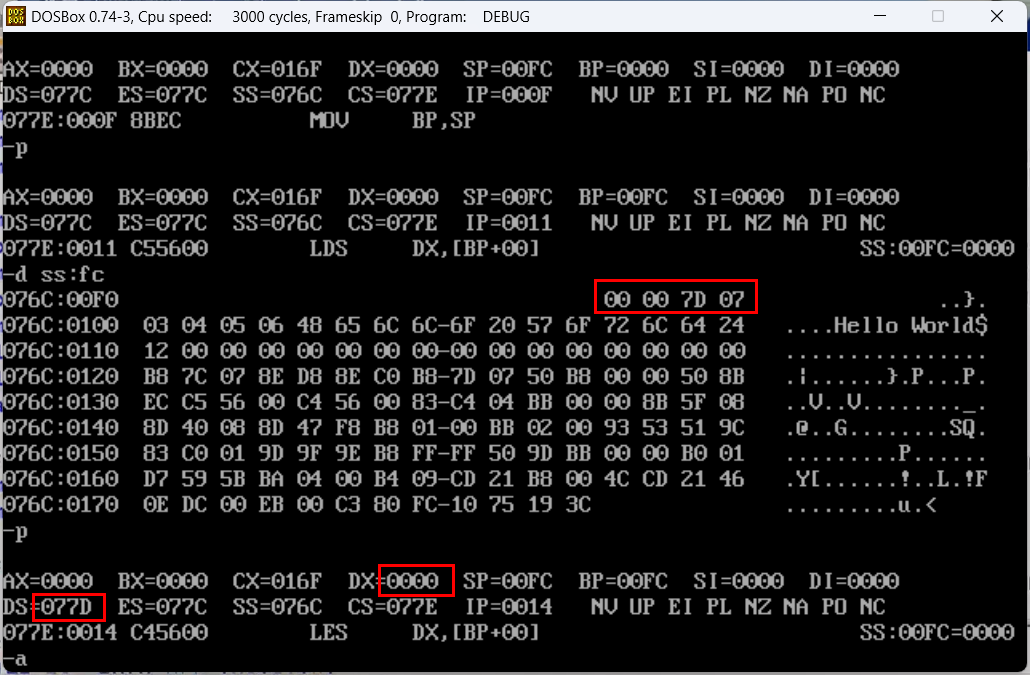 DOSBox 0.74-3, Cpu speed:    3000 cycles, Frameskip  0, Program:    DEBUG
AX=0000  BX=0000  CX=016F  DX=0000  SP=00FC  BP=0000  SI=0000  DI=0000
DS=077C  ES=077C  SS=076C  CS=077E  IP=000F   NV UP EI PL NZ NA PO NC
077E:000F 8BEC          MOV     BP,SP
-p
AX=0000  BX=0000  CX=016F  DX=0000  SP=00FC  BP=00FC  SI=0000  DI=0000
DS=077C  ES=077C  SS=076C  CS=077E  IP=0011   NV UP EI PL NZ NA PO NC
077E:0011 C55600        LDS     DX,[BP+00]                         SS:00FC=0000
-d ss:fc
076C:00F0                                      00 00 7D 07               ..}.
076C:0100  03 04 05 06 48 65 6C 6C-6F 20 57 6F 72 6C 64 24   ....Hello World$
076C:0110  12 00 00 00 00 00 00 00-00 00 00 00 00 00 00 00   ................
076C:0120  B8 7C 07 8E D8 8E C0 B8-7D 07 50 B8 00 00 50 8B   .|......}.P...P.
076C:0130  EC C5 56 00 C4 56 00 83-C4 04 BB 00 00 8B 5F 08   ..V..V........_.
076C:0140  8D 40 08 8D 47 F8 B8 01-00 BB 02 00 93 53 51 9C   .@..G........SQ.
076C:0150  83 C0 01 9D 9F 9E B8 FF-FF 50 9D BB 00 00 B0 01   .........P......
076C:0160  D7 59 5B BA 04 00 B4 09-CD 21 B8 00 4C CD 21 46   .Y[......!..L.!F
076C:0170  0E DC 00 EB 00 C3 80 FC-10 75 19 3C               .........u.<
-p
AX=0000  BX=0000  CX=016F  DX=0000  SP=00FC  BP=00FC  SI=0000  DI=0000
DS=077D  ES=077C  SS=076C  CS=077E  IP=0014   NV UP EI PL NZ NA PO NC
077E:0014 C45600        LES     DX,[BP+00]                         SS:00FC=0000
-a